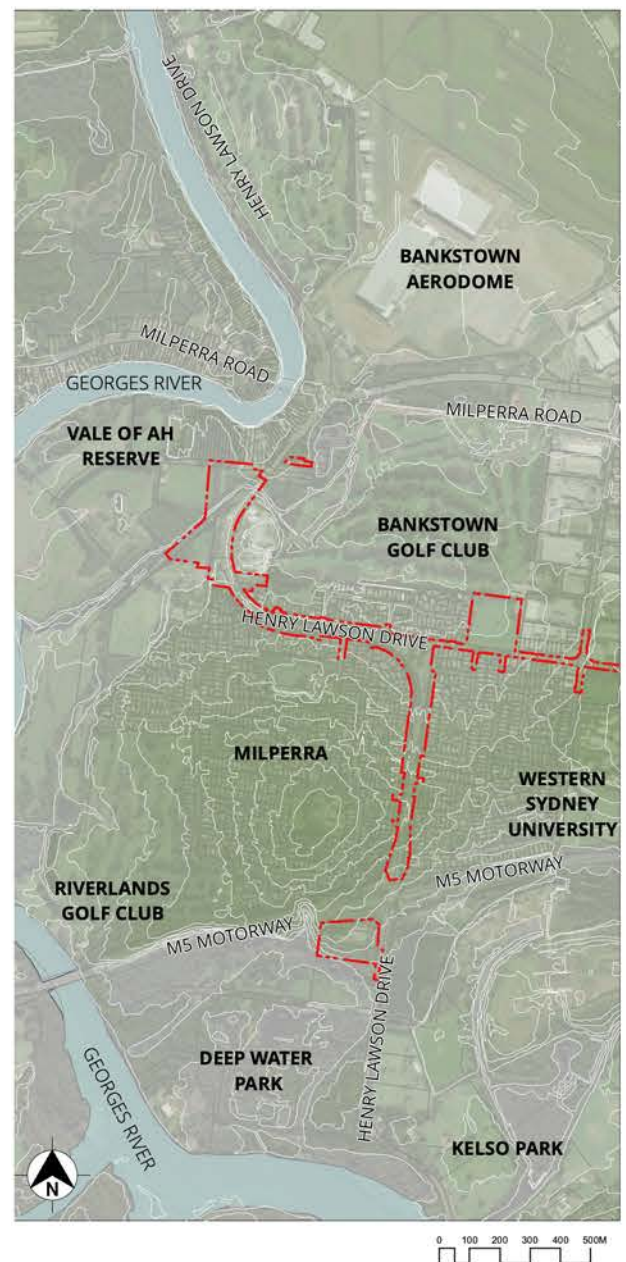 HENRY LAWSON DRIVE
BANKSTOWN
AERODOME
MILPERRA ROAD
GEORGES RIVER
MILPERRA ROAD
VALE OF AH
RESERVE
BANKSTOWN
GOLF CLUB
HENRY LAWSON DRIVE
MILPERRA
WESTERN
SYDNEY
UNIVERSITY
M5 MOTORWAY
RIVERLANDS
GOLF CLUB
M5 MOTORWAY
HENRY LAWSON DRIVE
DEEP WATER
PARK
GEORGES RIVER
KELSO PARK
N
0 100 200 300 400 500M